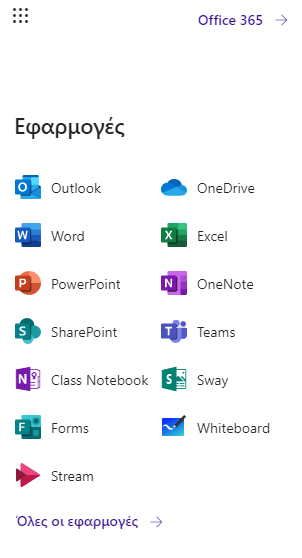 Office 365 →
Εφαρμογές
Outlook OneDrive
Word Excel
PowerPoint OneNote
SharePoint Teams
Class Notebook Sway
Forms Whiteboard
Stream
Όλες οι εφαρμογές →